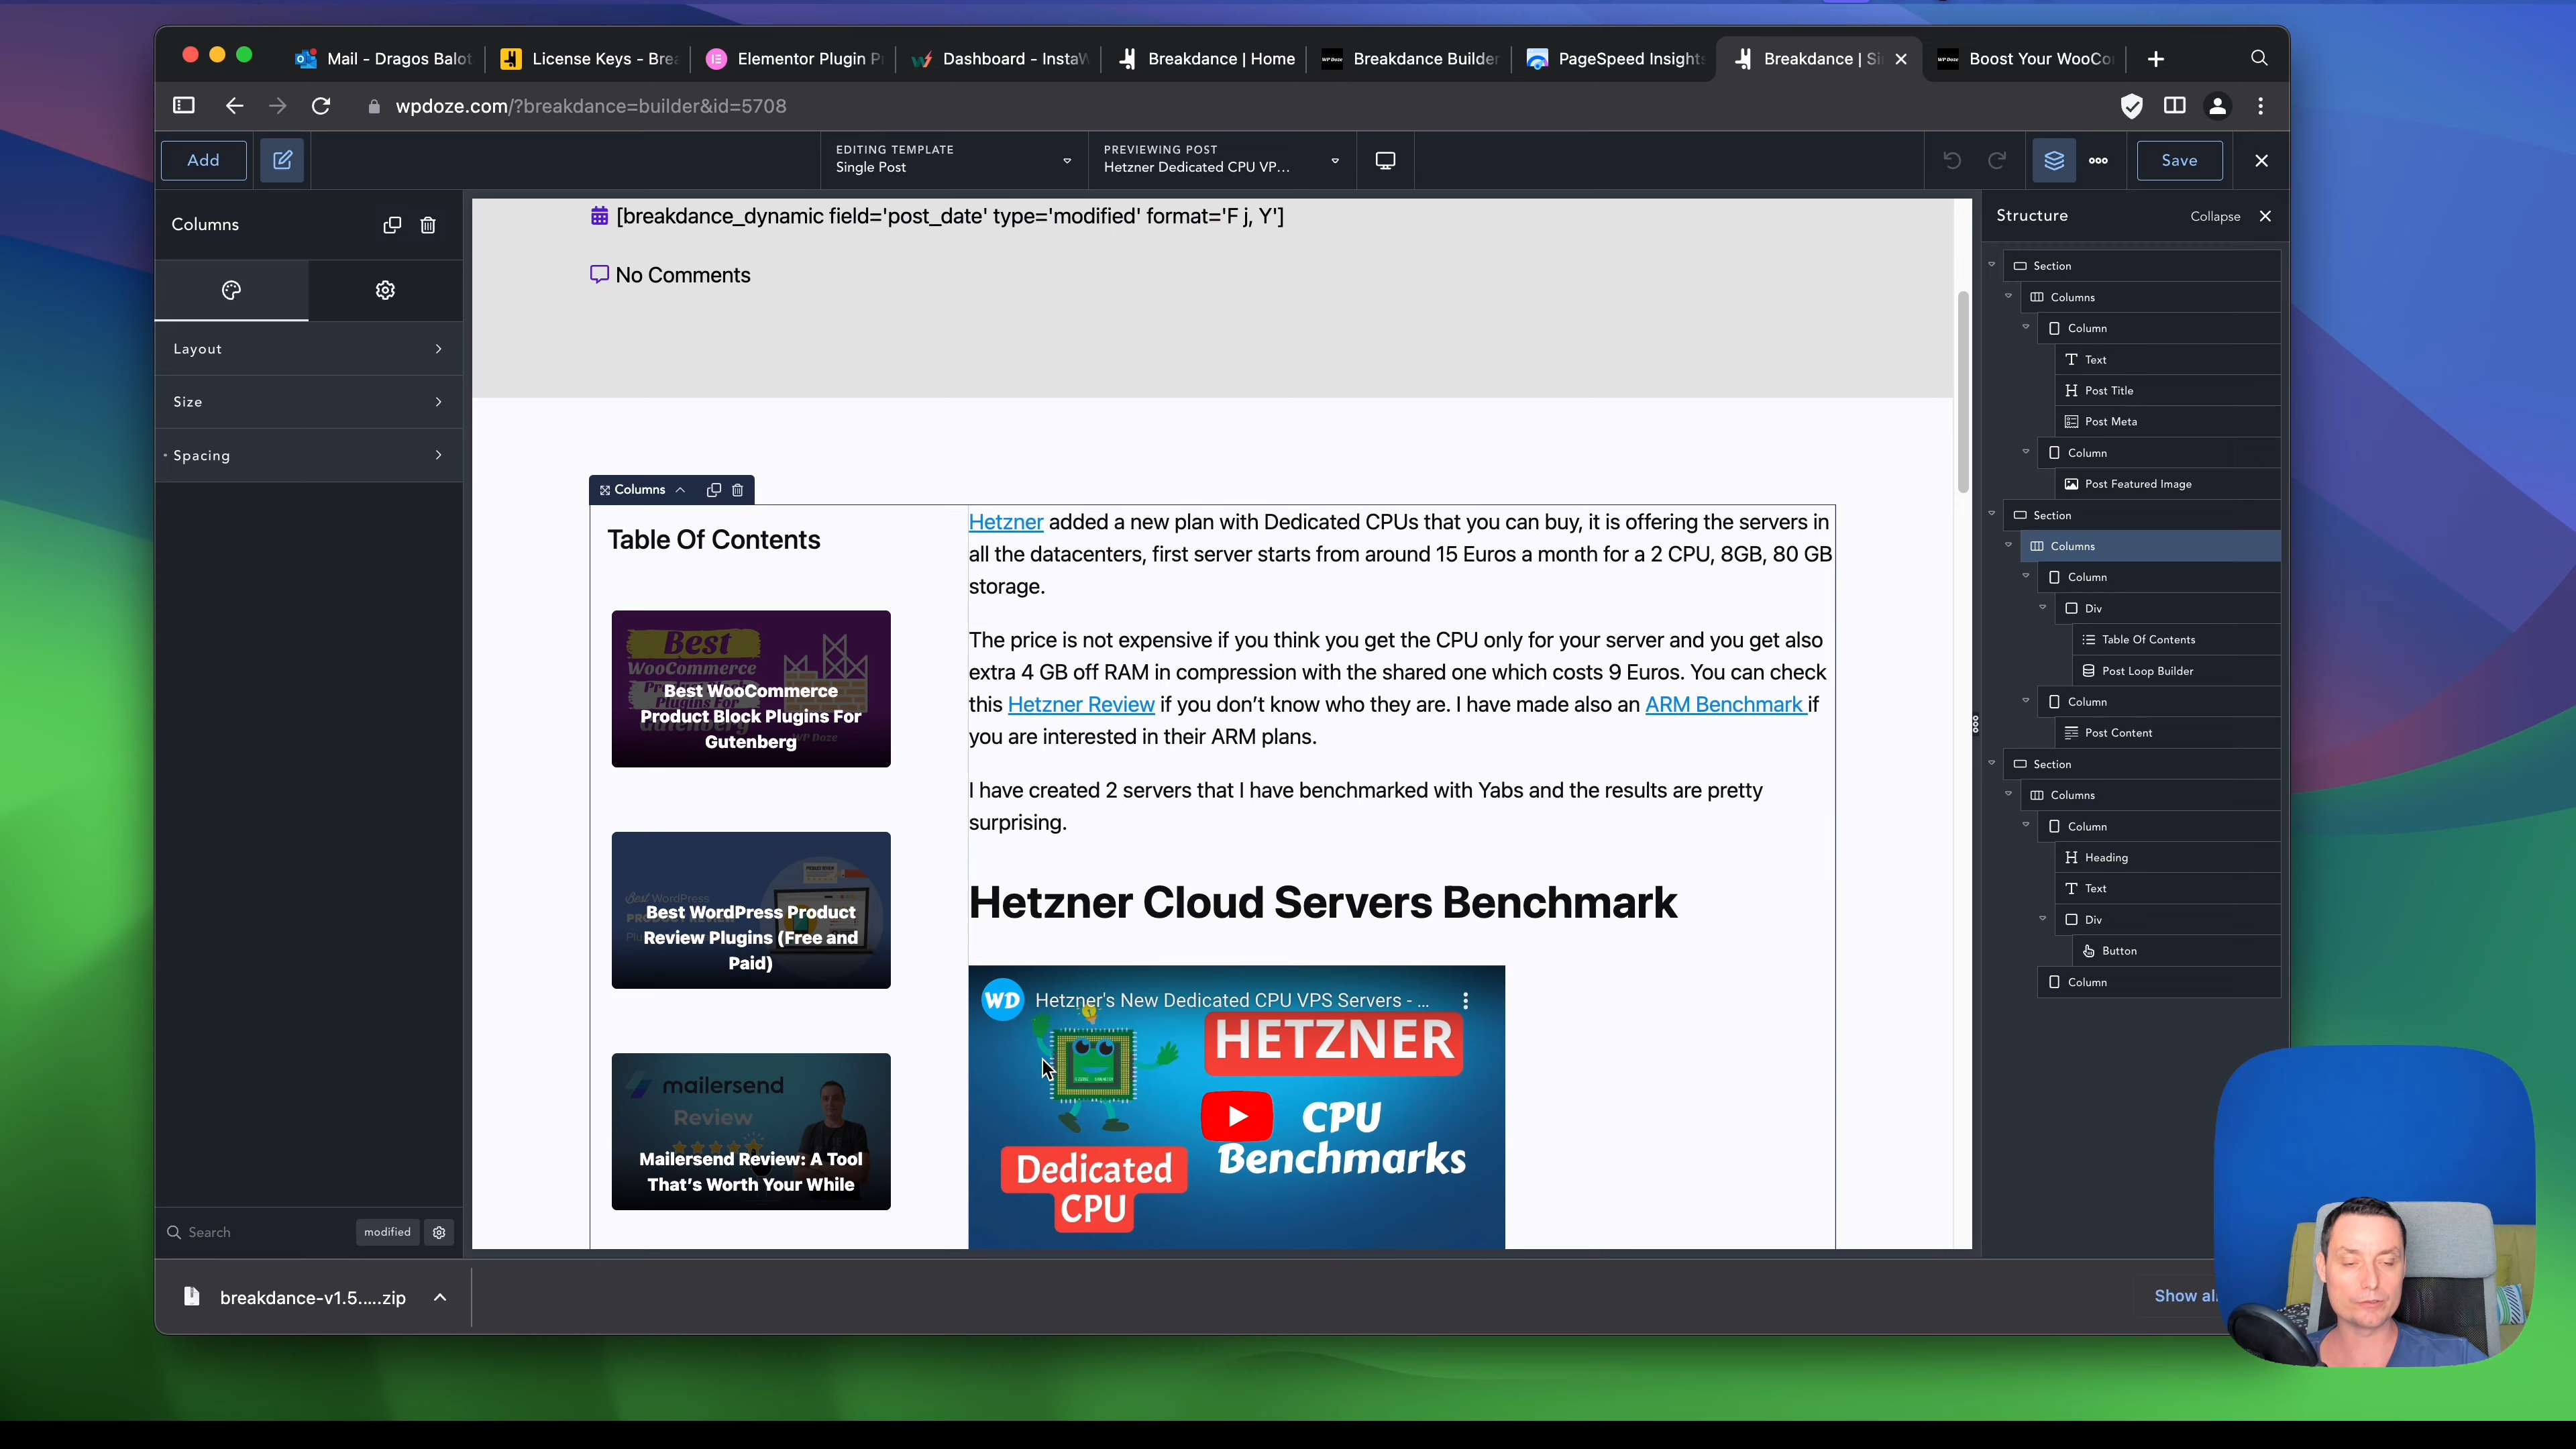 Mail - Dragos Balot
License Keys - Brea
Elementor Plugin P
Dashboard - InstaW
Breakdance | Home
WP Doze
Breakdance Builder
PageSpeed Insights
Breakdance | Si
WP Doze
Boost Your WooCo
wpdoze.com/?breakdance=builder&id=5708
Add
EDITING TEMPLATE
Single Post
PREVIEWING POST
Hetzner Dedicated CPU VP...
Save
Columns
Layout
Size
Spacing
Search
modified
[breakdance_dynamic field='post_date' type='modified' format='F j, Y']
No Comments
Columns
Table Of Contents
Best
WooCommerce
Best WooCommerce
Product Block Plugins For
Gutenberg
WP Doze
Best WordPress
Best WordPress Product
Review Plugins (Free and
Paid)
mailersend
Review
Mailersend Review: A Tool
That's Worth Your While
Hetzner added a new plan with Dedicated CPUs that you can buy, it is offering the servers in
all the datacenters, first server starts from around 15 Euros a month for a 2 CPU, 8GB, 80 GB
storage.
The price is not expensive if you think you get the CPU only for your server and you get also
extra 4 GB off RAM in compression with the shared one which costs 9 Euros. You can check
this Hetzner Review if you don't know who they are. I have made also an ARM Benchmark if
you are interested in their ARM plans.
I have created 2 servers that I have benchmarked with Yabs and the results are pretty
surprising.
Hetzner Cloud Servers Benchmark
WD
Hetzner's New Dedicated CPU VPS Servers - ...
HETZNER
CPU
Benchmarks
Dedicated
CPU
Structure
Collapse
Section
Columns
Column
Text
Post Title
Post Meta
Column
Post Featured Image
Section
Columns
Column
Div
Table Of Contents
Post Loop Builder
Column
Post Content
Section
Columns
Column
Heading
Text
Div
Button
Column
breakdance-v1.5.....zip
Show all